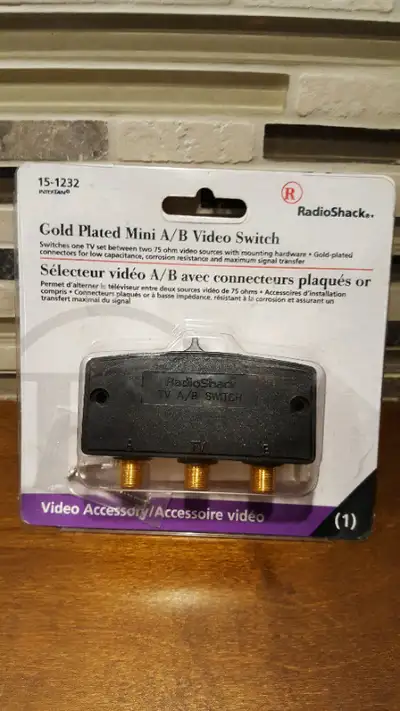 15-1232
INTERTAN®
R
RadioShack®
Gold Plated Mini A/B Video Switch
Switches one TV set between two 75 ohm video sources with mounting hardware • Gold-plated
connectors for low capacitance, corrosion resistance and maximum signal transfer
Sélecteur vidéo A/B avec connecteurs plaqués or
Permet d'alterner le téléviseur entre deux sources vidéo de 75 ohms • Accessoires d'installation
compris • Connecteurs plaqués or à basse impédance, résistant à la corrosion et assurant un
transfert maximal du signal
RadioShack
TV A/B SWITCH
A TV B
Video Accessory/Accessoire vidéo
(1)